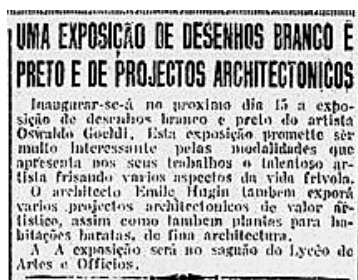 UMA EXPOSIÇÃO DE DESENHOS BRANCO E
PRETO E DE PROJECTOS ARCHITECTONICOS
Inaugurar-se-á no proximo dia 15 a expo-
sição de desenhos branco e preto do artista
Oswaldo Goeldi. Esta exposição promette ser
muito interessante pelas modalidades que
apresenta nos seus trabalhos o talentoso ar-
tista frisando varios aspectos da vida frivola.
O architecto Emile Hugin tambem exporá
varios projectos architectonicos de valor ar-
tistico, assim como tambem plantas para ha-
bitações baratas, de fina architectura.
A A exposição será no saguão do Lyceo de
Artes e Officios.